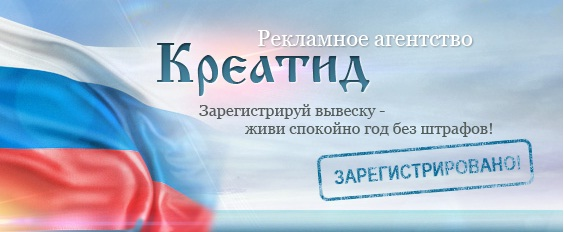 Рекламное агентство
Креатид
Зарегистрируй вывеску -
живи спокойно год без штрафов!
ЗАРЕГИСТРИРОВАНО!